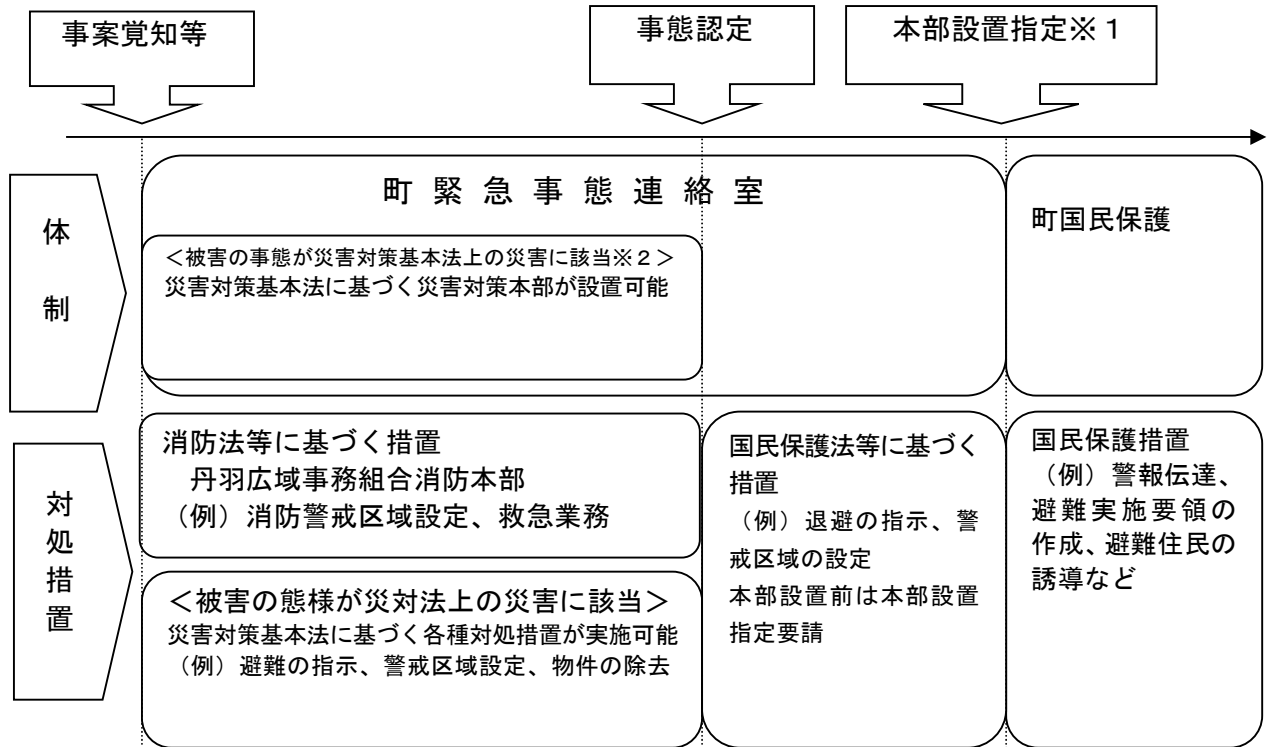 事案覚知等
事態認定
本部設置指定※１
体
制
町緊急事態連絡室
＜被害の事態が災害対策基本法上の災害に該当※２＞
災害対策基本法に基づく災害対策本部が設置可能
町国民保護
対
処
措
置
消防法等に基づく措置
丹羽広域事務組合消防本部
（例）消防警戒区域設定、救急業務
＜被害の態様が災対法上の災害に該当＞
災害対策基本法に基づく各種対処措置が実施可能
（例）避難の指示、警戒区域設定、物件の除去
国民保護法等に基づく
措置
（例）退避の指示、警
戒区域の設定
本部設置前は本部設置
指定要請
国民保護措置
（例）警報伝達、
避難実施要領の
作成、避難住民の
誘導など